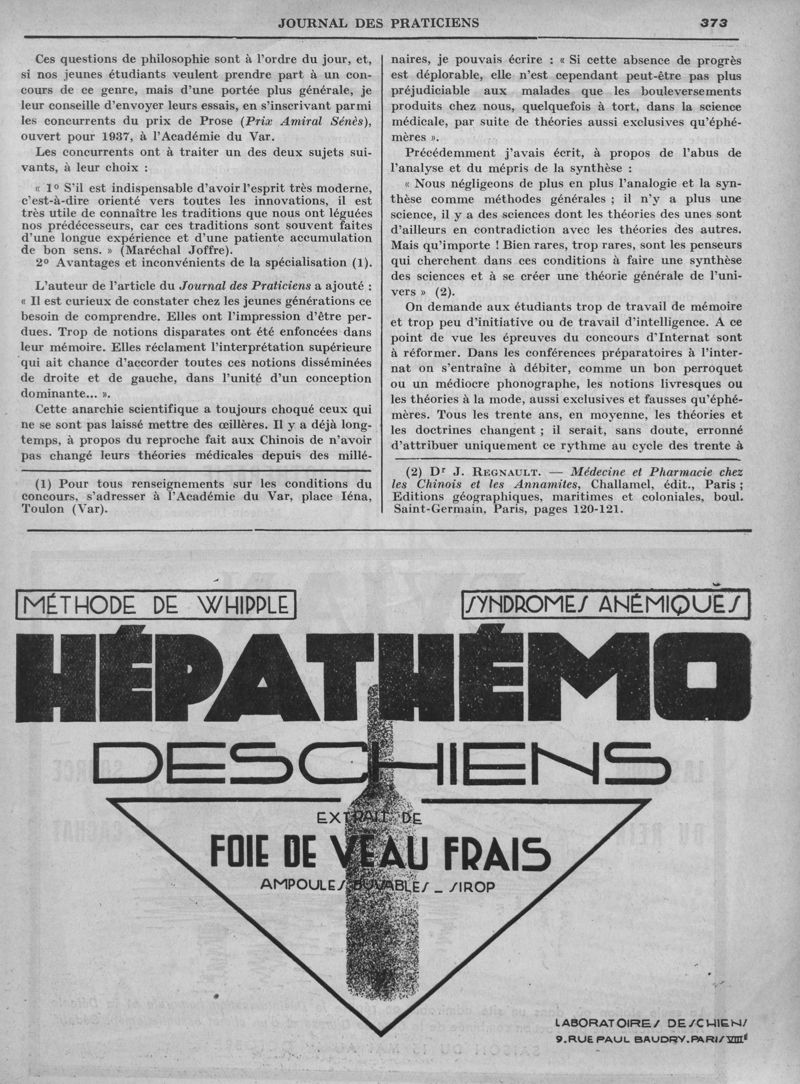 JOURNAL DES PRATICIENS 373
Ces questions de philosophie sont à l'ordre du jour, et,
si nos jeunes étudiants veulent prendre part à un con-
cours de ce genre, mais d'une portée plus générale, je
leur conseille d'envoyer leurs essais, en s'inscrivant parmi
les concurrents du prix de Prose (Prix Amiral Sénès),
ouvert pour 1937, à l'Académie du Var.
Les concurrents ont à traiter un des deux sujets sui-
vants, à leur choix :
« 1º S'il est indispensable d'avoir l'esprit très moderne,
c'est-à-dire orienté vers toutes les innovations, il est
très utile de connaître les traditions que nous ont léguées
nos prédécesseurs, car ces traditions sont souvent faites
d'une longue expérience et d'une patiente accumulation
de bon sens. » (Maréchal Joffre).
2º Avantages et inconvénients de la spécialisation (1).
L'auteur de l'article du Journal des Praticiens a ajouté :
« Il est curieux de constater chez les jeunes générations ce
besoin de comprendre. Elles ont l'impression d'être per-
dues. Trop de notions disparates ont été enfoncées dans
leur mémoire. Elles réclament l'interprétation supérieure
qui ait chance d'accorder toutes ces notions disséminées
de droite et de gauche, dans l'unité d'un conception
dominante... ».
Cette anarchie scientifique a toujours choqué ceux qui
ne se sont pas laissé mettre des œillères. Il y a déjà long-
temps, à propos du reproche fait aux Chinois de n'avoir
pas changé leurs théories médicales depuis des millé-
(1) Pour tous renseignements sur les conditions du
concours, s'adresser à l'Académie du Var, place Iéna,
Toulon (Var).
naires, je pouvais écrire : « Si cette absence de progrès
est déplorable, elle n'est cependant peut-être pas plus
préjudiciable aux malades que les bouleversements
produits chez nous, quelquefois à tort, dans la science
médicale, par suite de théories aussi exclusives qu'éphé-
mères ».
Précédemment j'avais écrit, à propos de l'abus de
l'analyse et du mépris de la synthèse :
« Nous négligeons de plus en plus l'analogie et la syn-
thèse comme méthodes générales ; il n'y a plus une
science, il y a des sciences dont les théories des unes sont
d'ailleurs en contradiction avec les théories des autres.
Mais qu'importe ! Bien rares, trop rares, sont les penseurs
qui cherchent dans ces conditions à faire une synthèse
des sciences et à se créer une théorie générale de l'uni-
vers » (2).
On demande aux étudiants trop de travail de mémoire
et trop peu d'initiative ou de travail d'intelligence. A ce
point de vue les épreuves du concours d'Internat sont
à réformer. Dans les conférences préparatoires à l'inter-
nat on s'entraîne à débiter, comme un bon perroquet
ou un médiocre phonographe, les notions livresques ou
les théories à la mode, aussi exclusives et fausses qu'éphé-
mères. Tous les trente ans, en moyenne, les théories et
les doctrines changent ; il serait, sans doute, erronné
d'attribuer uniquement ce rythme au cycle des trente à
(2) Dr J. REGNAULT. — Médecine et Pharmacie chez
les Chinois et les Annamites, Challamel, édit., Paris ;
Editions géographiques, maritimes et coloniales, boul.
Saint-Germain, Paris, pages 120-121.
MÉTHODE DE WHIPPLE SYNDROMES ANÉMIQUES
HÉPATHÉMO
DESCHIENS
EXTRAIT DE
FOIE DE VEAU FRAIS
AMPOULES BUVABLES _ SIROP
LABORATOIRES DESCHIENS
9. RUE PAUL BAUDRY. PARIS VIIIe